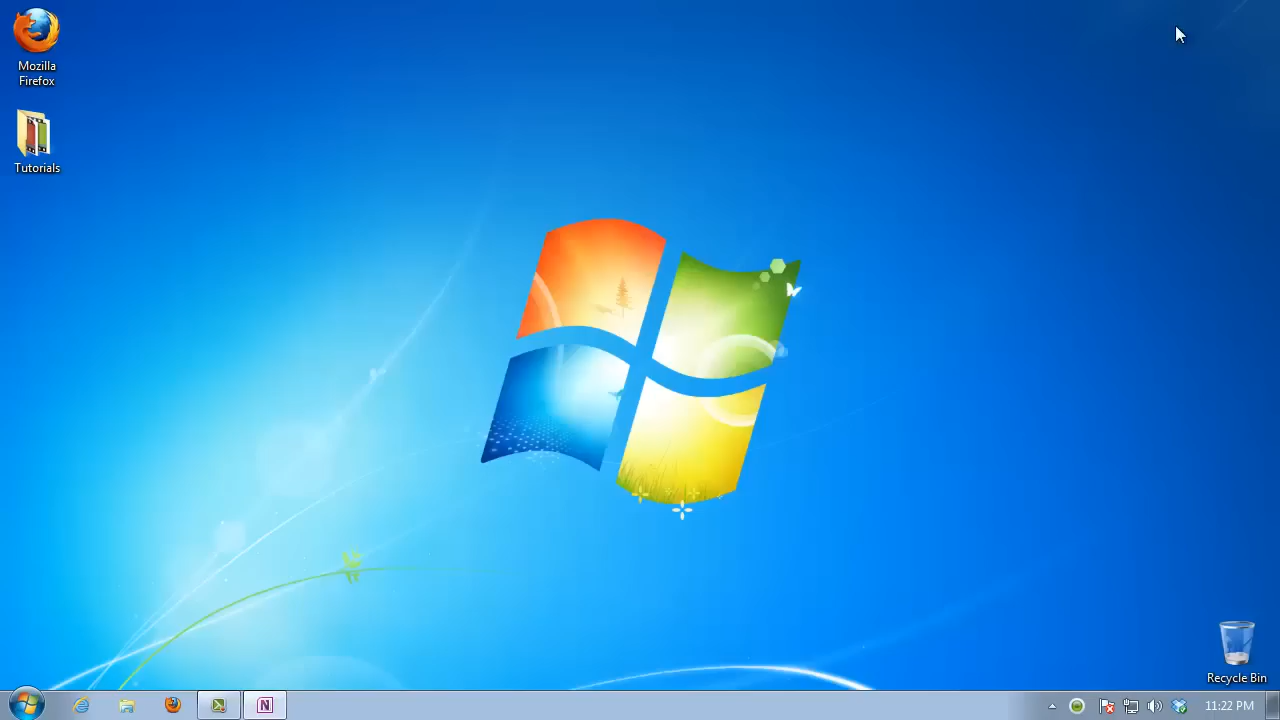 Mozilla
Firefox
Tutorials
Recycle Bin
N
11:22 PM